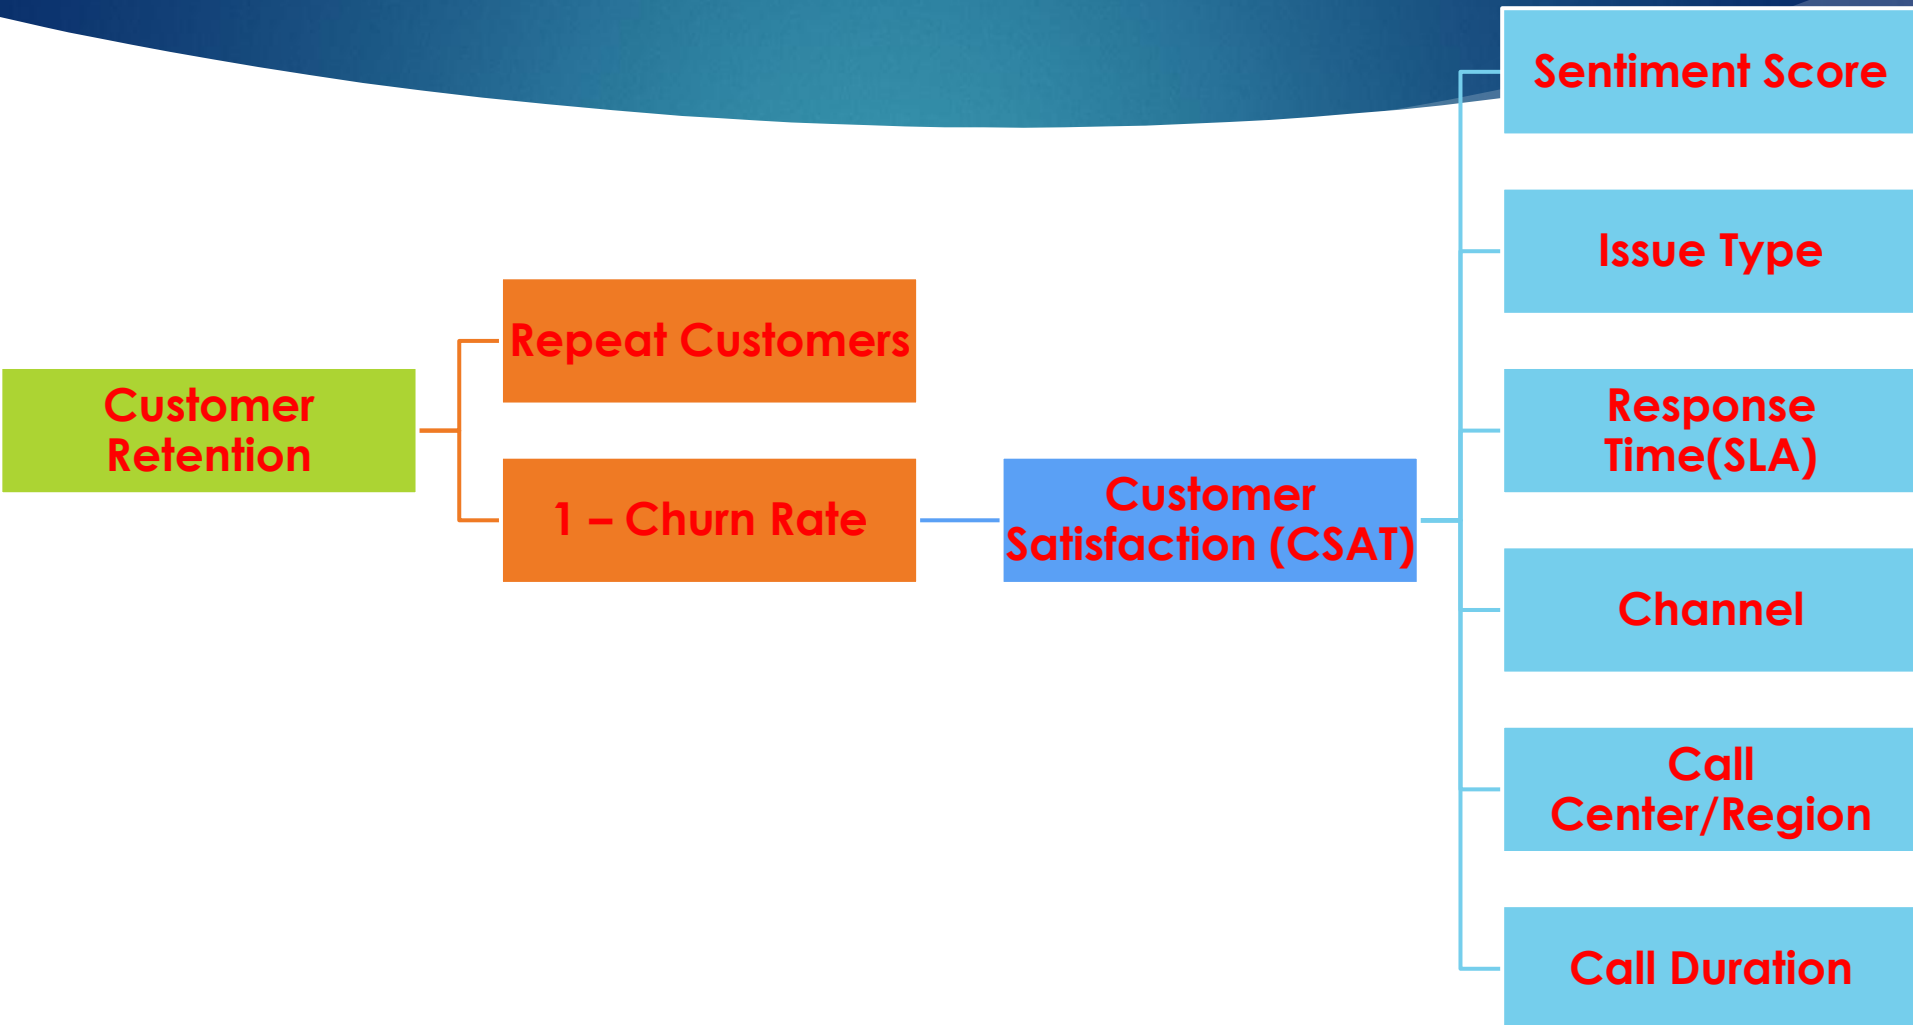 Customer
Retention
Repeat Customers
1 – Churn Rate
Customer
Satisfaction (CSAT)
Sentiment Score
Issue Type
Response
Time(SLA)
Channel
Call
Center/Region
Call Duration